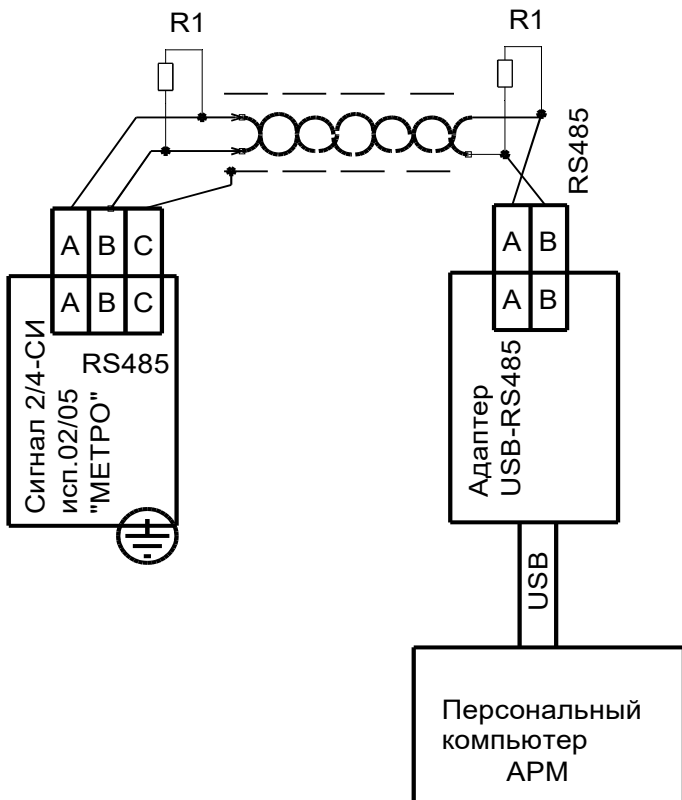 R1
R1
RS485
A B C
A B C
RS485
Сигнал 2/4-СИ
исп.02/05
"МЕТРО"
A B
A B
Адаптер
USB-RS485
USB
Персональный
компьютер
АРМ